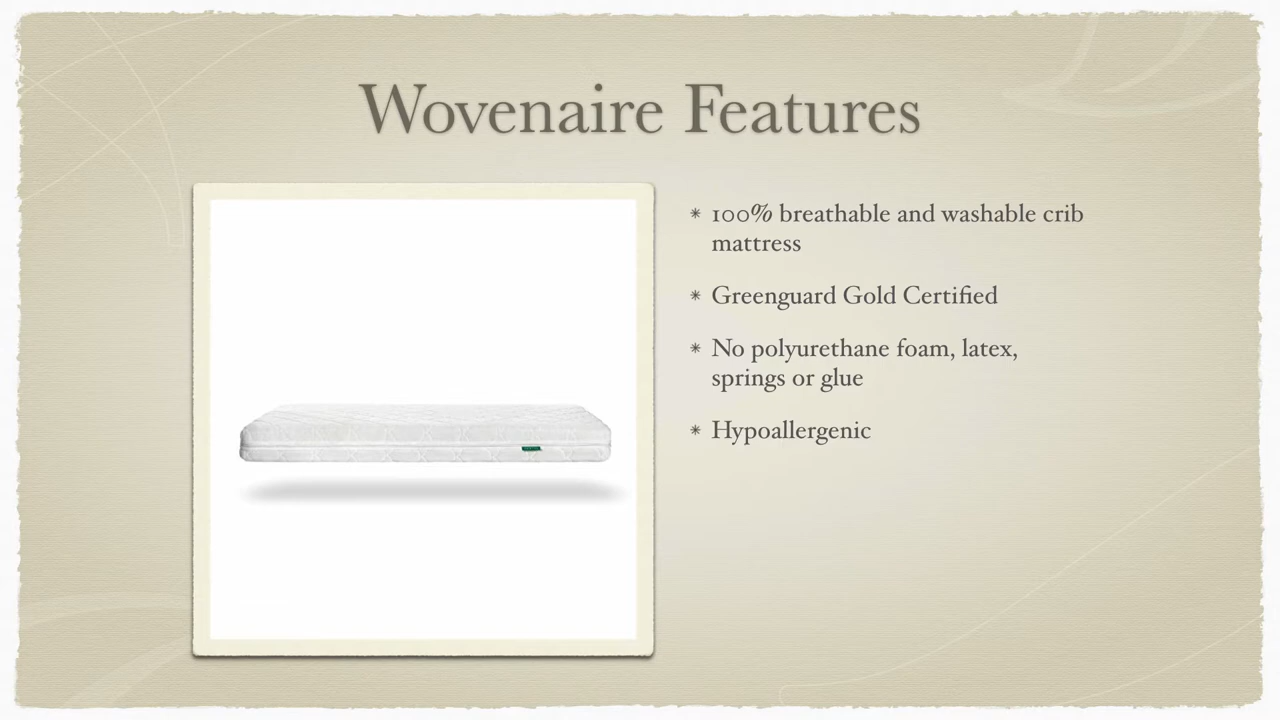 Wovenaire Features
* 100% breathable and washable crib
mattress
* Greenguard Gold Certified
* No polyurethane foam, latex,
springs or glue
* Hypoallergenic